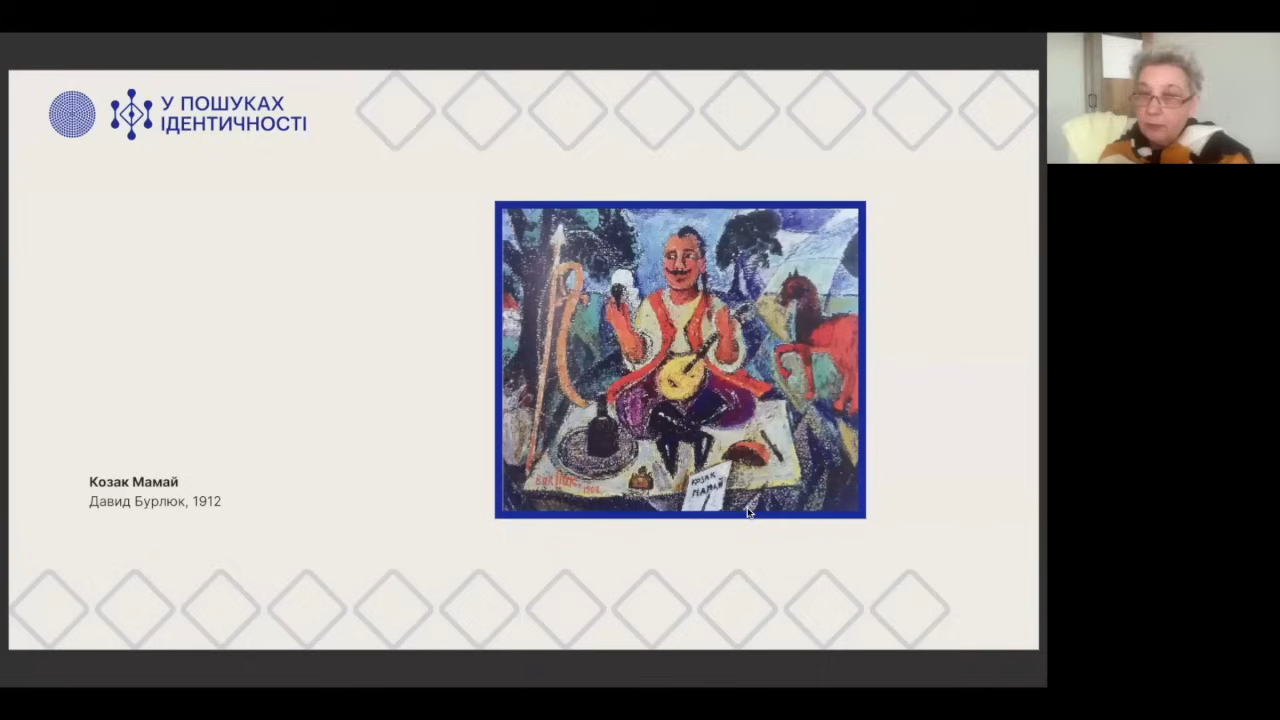 У ПОШУКАХ
ІДЕНТИЧНОСТІ
КОЗАК
МАМАЙ
Козак Мамай
Давид Бурлюк, 1912